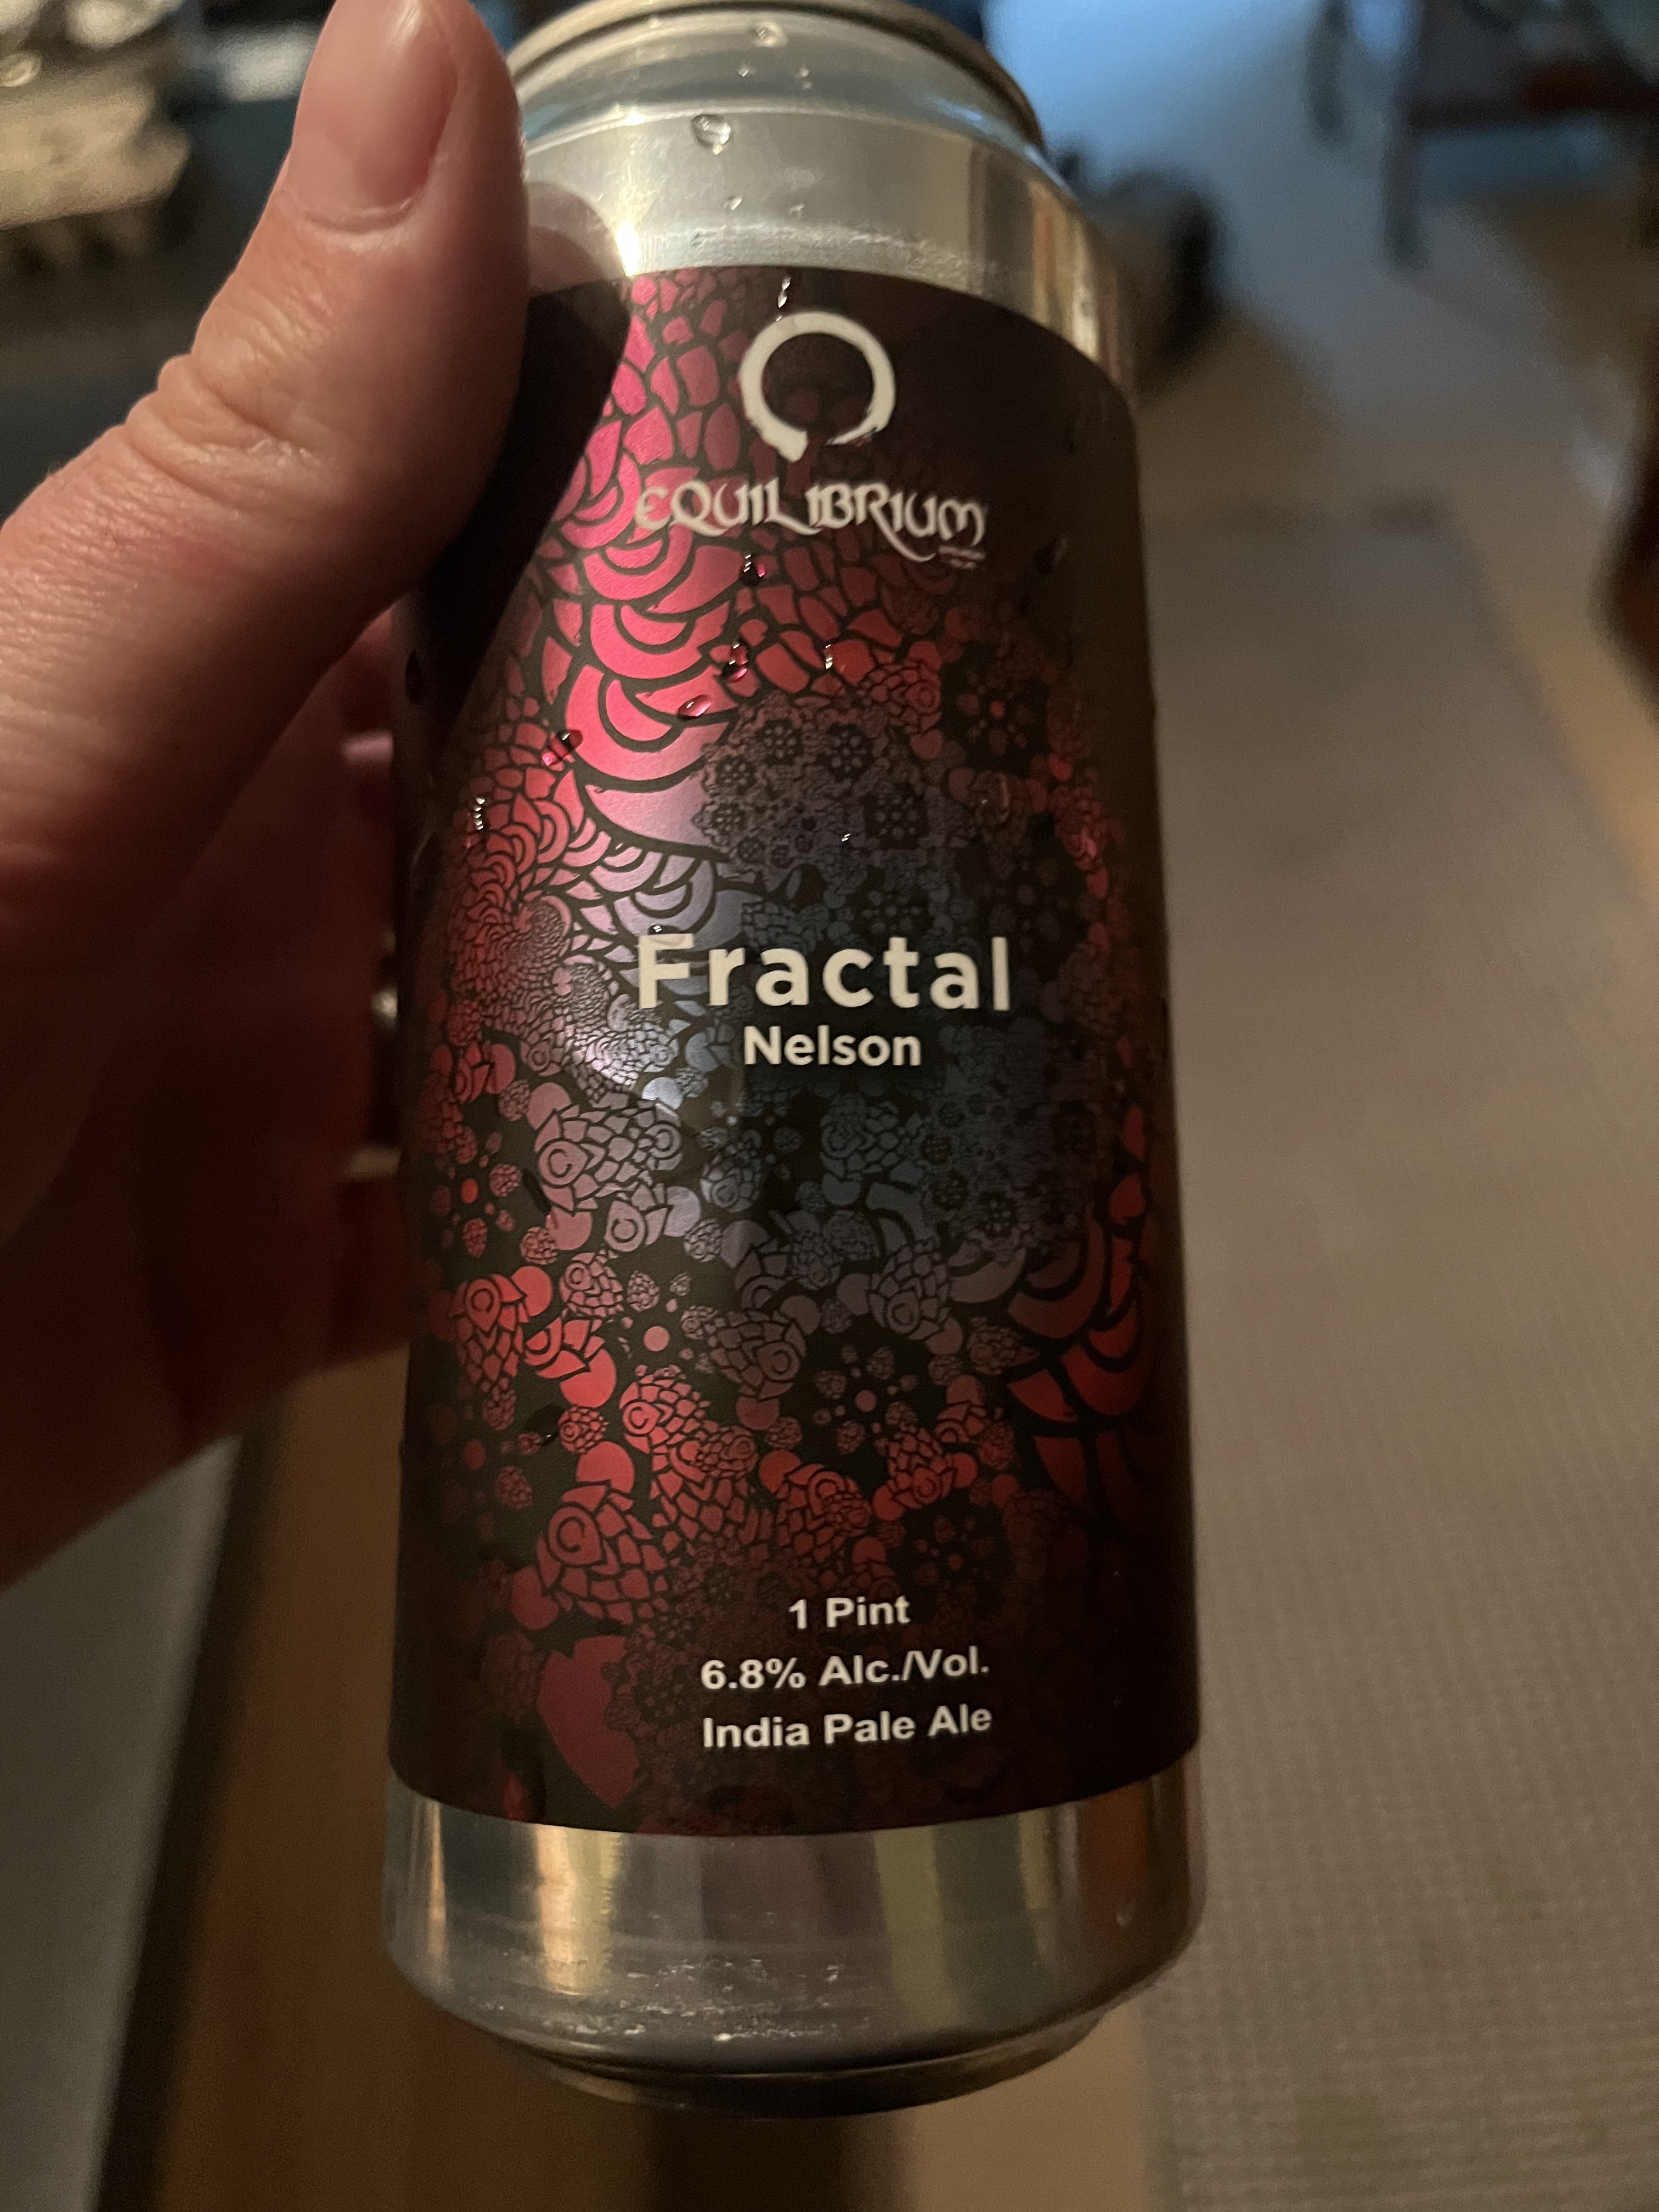 EQUILIBRIUM
Fractal
Nelson
1 Pint
6.8% Alc./Vol.
India Pale Ale